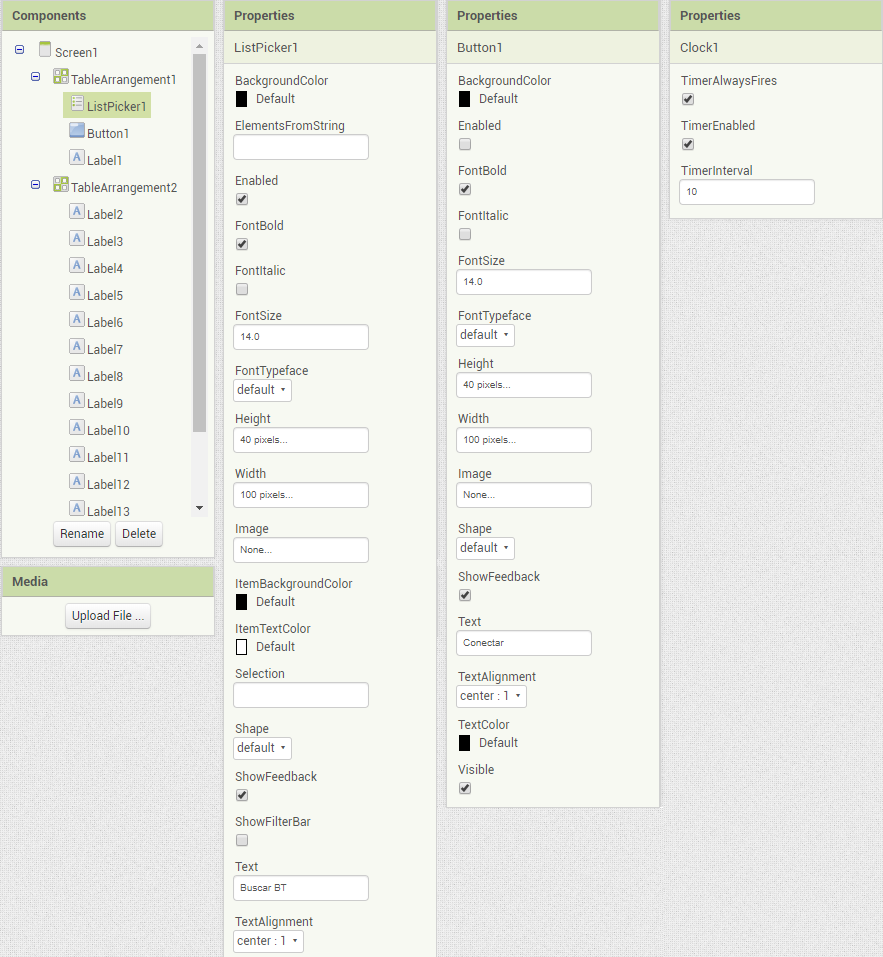 Components
Screen1
TableArrangement1
ListPicker1
Button1
A Label1
TableArrangement2
A Label2
A Label3
A Label4
A Label5
A Label6
A Label7
A Label8
A Label9
A Label10
A Label11
A Label12
A Label13
Rename Delete
Media
Upload File ...
Properties
ListPicker1
BackgroundColor
Default
ElementsFromString
Enabled
FontBold
FontItalic
FontSize
14.0
FontTypeface
default
Height
40 pixels...
Width
100 pixels...
Image
None...
ItemBackgroundColor
Default
ItemTextColor
Default
Selection
Shape
default
ShowFeedback
ShowFilterBar
Text
Buscar BT
TextAlignment
center : 1
Properties
Button1
BackgroundColor
Default
Enabled
FontBold
FontItalic
FontSize
14.0
FontTypeface
default
Height
40 pixels...
Width
100 pixels...
Image
None...
Shape
default
ShowFeedback
Text
Conectar
TextAlignment
center : 1
TextColor
Default
Visible
Properties
Clock1
TimerAlwaysFires
TimerEnabled
TimerInterval
10